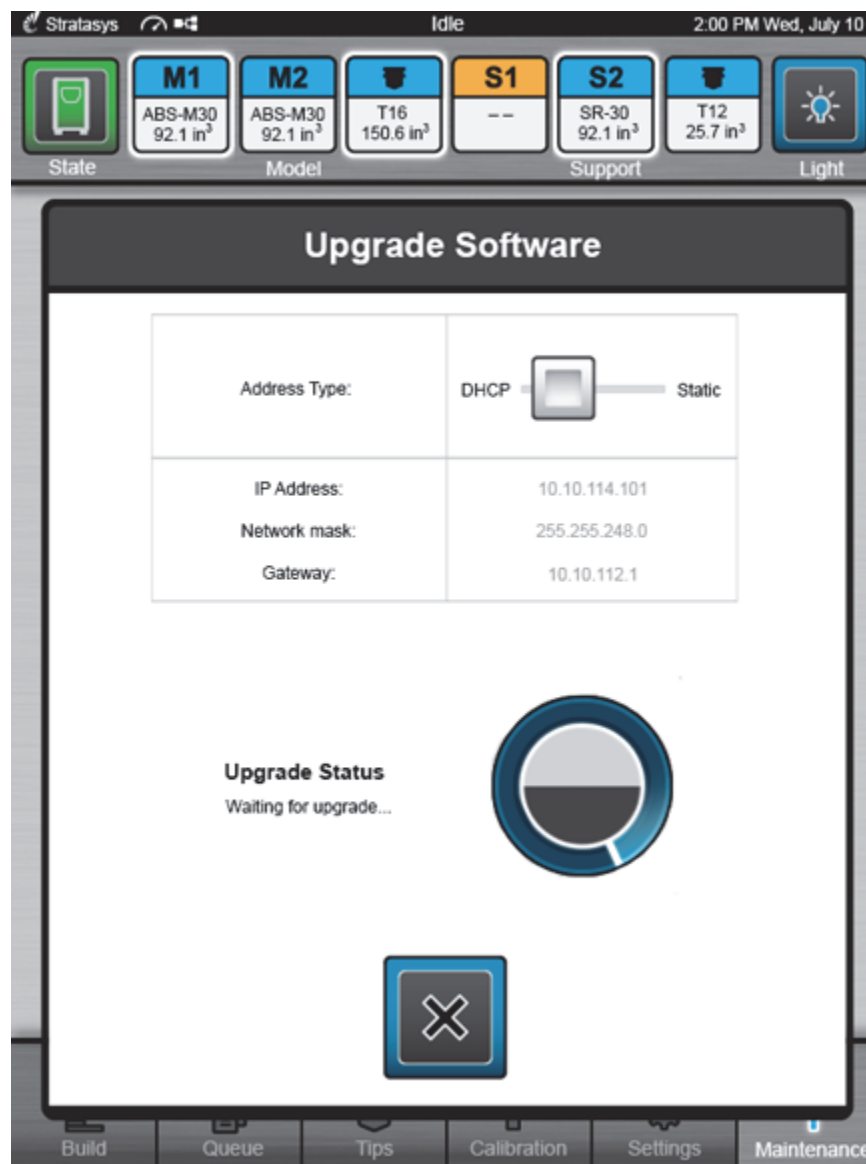 Stratasys Idle 2:00 PM Wed, July 10
M1 M2 S1 S2
ABS-M30 ABS-M30 T16 -- SR-30 T12
92.1 in³ 92.1 in³ 150.6 in³ 92.1 in³ 25.7 in³
State Model Support Light
Upgrade Software
Address Type: DHCP Static
IP Address: 10.10.114.101
Network mask: 255.255.248.0
Gateway: 10.10.112.1
Upgrade Status
Waiting for upgrade...
Build Queue Tips Calibration Settings Maintenance